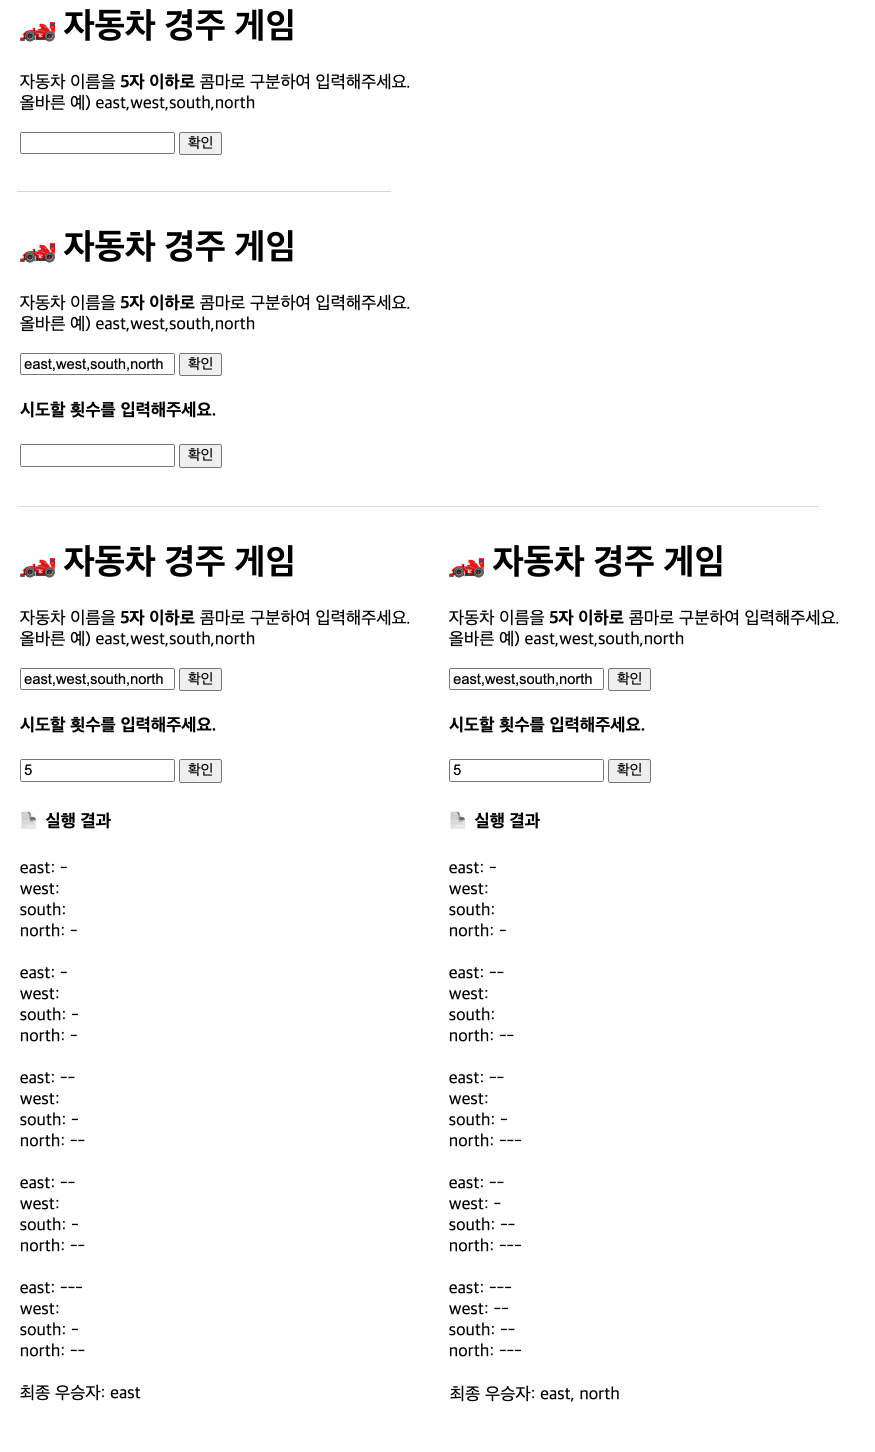 🏎️ 자동차 경주 게임
자동차 이름을 5자 이하로 콤마로 구분하여 입력해주세요.
올바른 예) east,west,south,north
확인
🏎️ 자동차 경주 게임
자동차 이름을 5자 이하로 콤마로 구분하여 입력해주세요.
올바른 예) east,west,south,north
east,west,south,north 확인
시도할 횟수를 입력해주세요.
확인
🏎️ 자동차 경주 게임
자동차 이름을 5자 이하로 콤마로 구분하여 입력해주세요.
올바른 예) east,west,south,north
east,west,south,north 확인
시도할 횟수를 입력해주세요.
5 확인
📄 실행 결과
east: -
west:
south:
north: -
east: -
west:
south: -
north: -
east: --
west:
south: -
north: --
east: --
west:
south: -
north: --
east: ---
west:
south: -
north: --
최종 우승자: east
🏎️ 자동차 경주 게임
자동차 이름을 5자 이하로 콤마로 구분하여 입력해주세요.
올바른 예) east,west,south,north
east,west,south,north 확인
시도할 횟수를 입력해주세요.
5 확인
📄 실행 결과
east: -
west:
south:
north: -
east: --
west:
south:
north: --
east: --
west:
south: -
north: ---
east: --
west: -
south: --
north: ---
east: ---
west: --
south: --
north: ---
최종 우승자: east, north